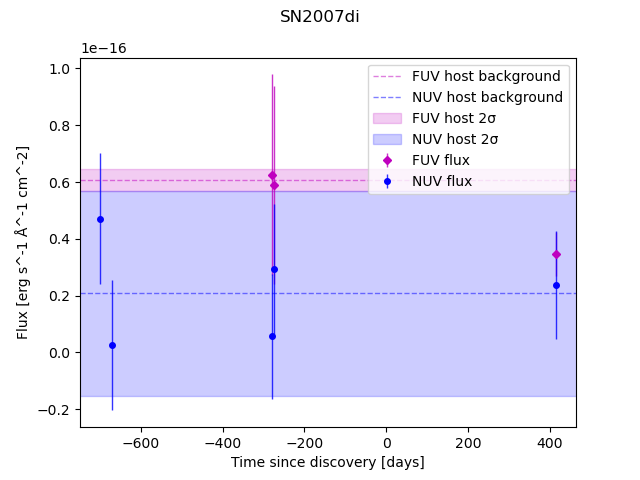 SN2007di
1e−16
1.0
0.8
0.6
0.4
0.2
0.0
−0.2
Flux [erg s^-1 Å^-1 cm^-2]
−600
−400
−200
0
200
400
Time since discovery [days]
FUV host background
NUV host background
FUV host 2σ
NUV host 2σ
FUV flux
NUV flux